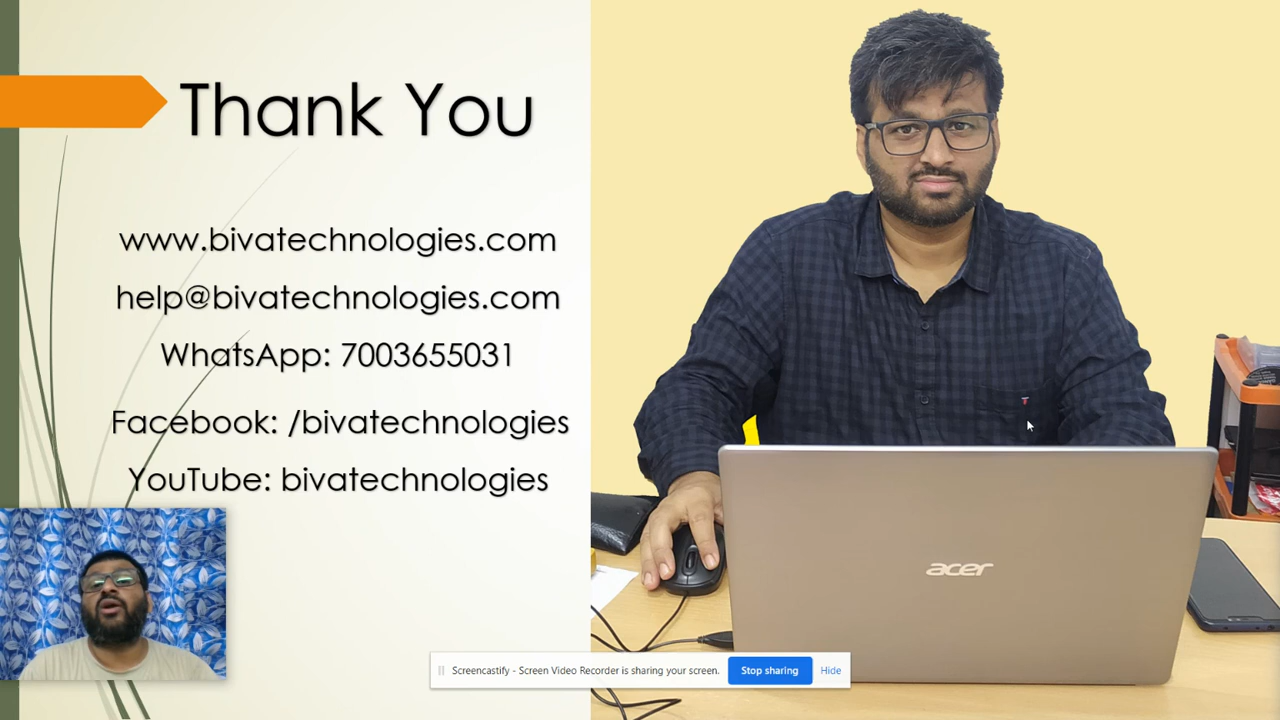 Thank You
www.bivatechnologies.com
help@bivatechnologies.com
WhatsApp: 7003655031
Facebook: /bivatechnologies
YouTube: bivatechnologies
acer
Screencastify - Screen Video Recorder is sharing your screen. Stop sharing Hide